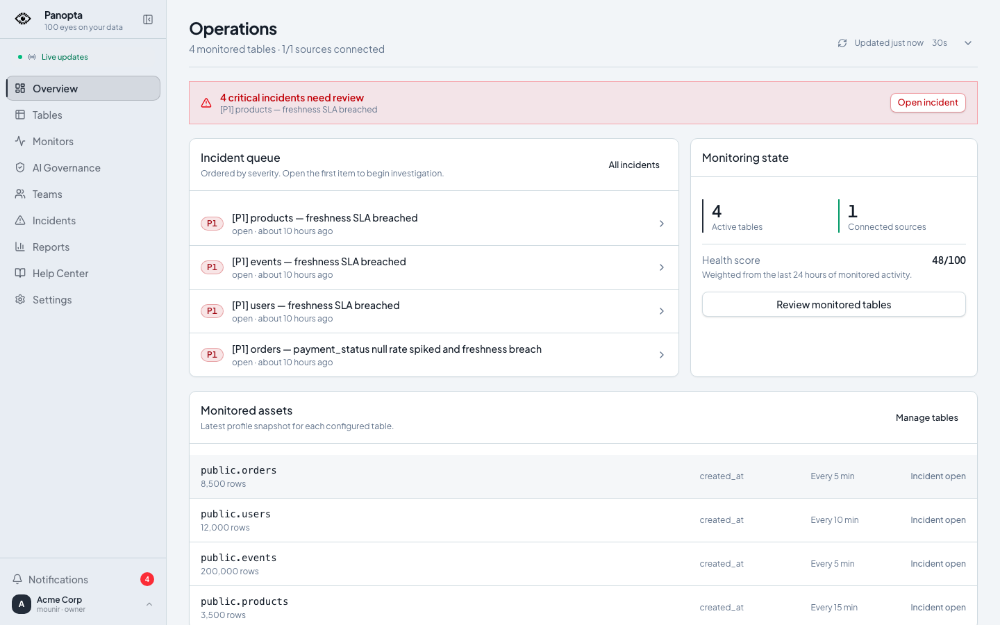 Panopta
100 eyes on your data
Live updates
Overview
Tables
Monitors
AI Governance
Teams
Incidents
Reports
Help Center
Settings
Notifications
4
A
Acme Corp
mounir · owner
Operations
4 monitored tables · 1/1 sources connected
Updated just now 30s
4 critical incidents need review
[P1] products — freshness SLA breached
Open incident
Incident queue
Ordered by severity. Open the first item to begin investigation.
All incidents
P1
[P1] products — freshness SLA breached
open · about 10 hours ago
P1
[P1] events — freshness SLA breached
open · about 10 hours ago
P1
[P1] users — freshness SLA breached
open · about 10 hours ago
P1
[P1] orders — payment_status null rate spiked and freshness breach
open · about 10 hours ago
Monitoring state
4
Active tables
1
Connected sources
Health score 48/100
Weighted from the last 24 hours of monitored activity.
Review monitored tables
Monitored assets
Latest profile snapshot for each configured table.
Manage tables
public.orders
8,500 rows
created_at Every 5 min Incident open
public.users
12,000 rows
created_at Every 10 min Incident open
public.events
200,000 rows
created_at Every 5 min Incident open
public.products
3,500 rows
created_at Every 15 min Incident open